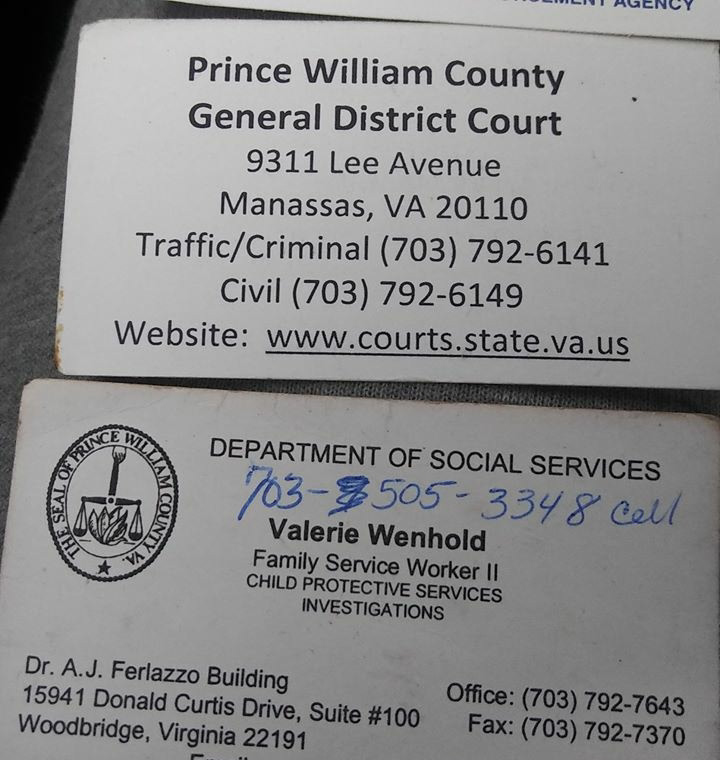 AGENCY
Prince William County
General District Court
9311 Lee Avenue
Manassas, VA 20110
Traffic/Criminal (703) 792-6141
Civil (703) 792-6149
Website: www.courts.state.va.us
THE SEAL OF PRINCE WILLIAM COUNTY VA.
DEPARTMENT OF SOCIAL SERVICES
703-505-3348 cell
Valerie Wenhold
Family Service Worker II
CHILD PROTECTIVE SERVICES
INVESTIGATIONS
Dr. A.J. Ferlazzo Building
15941 Donald Curtis Drive, Suite #100
Woodbridge, Virginia 22191
Office: (703) 792-7643
Fax: (703) 792-7370